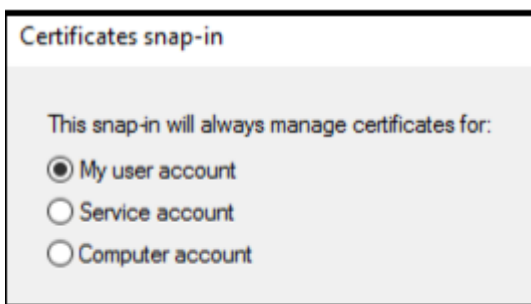 Certificates snap-in
This snap-in will always manage certificates for:
My user account
Service account
Computer account